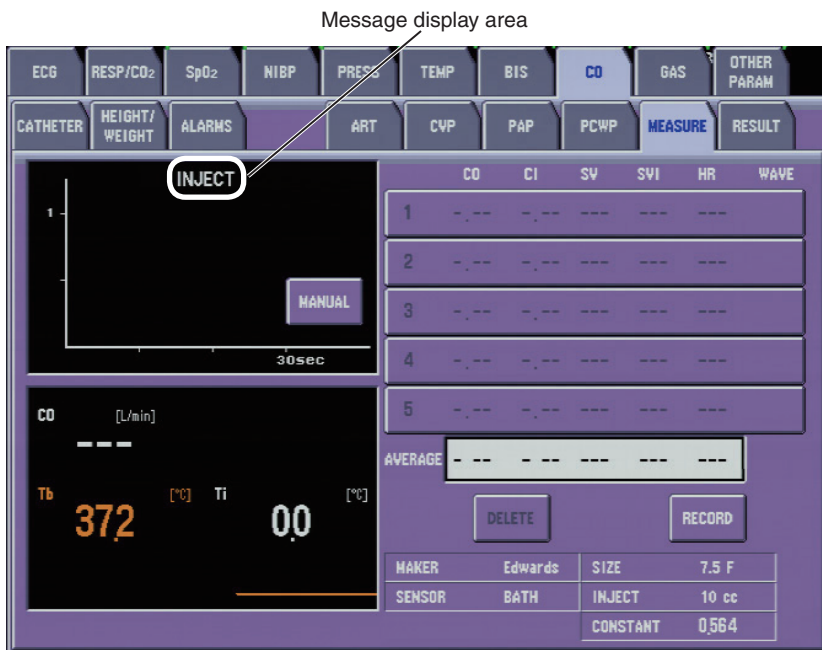 Message display area
ECG RESP/CO2 SpO2 NIBP PRESS TEMP BIS CO GAS OTHER PARAM
CATHETER HEIGHT/ WEIGHT ALARMS ART CVP PAP PCWP MEASURE RESULT
INJECT
1
MANUAL
30sec
CO [L/min]
---
Tb [°C] Ti [°C]
37.2 0.0
CO CI SV SVI HR WAVE
1 -.-- -.-- --- --- ---
2 -.-- -.-- --- --- ---
3 -.-- -.-- --- --- ---
4 -.-- -.-- --- --- ---
5 -.-- -.-- --- --- ---
AVERAGE - -- - -- --- --- ---
DELETE RECORD
MAKER Edwards SIZE 7.5 F
SENSOR BATH INJECT 10 cc
CONSTANT 0.564